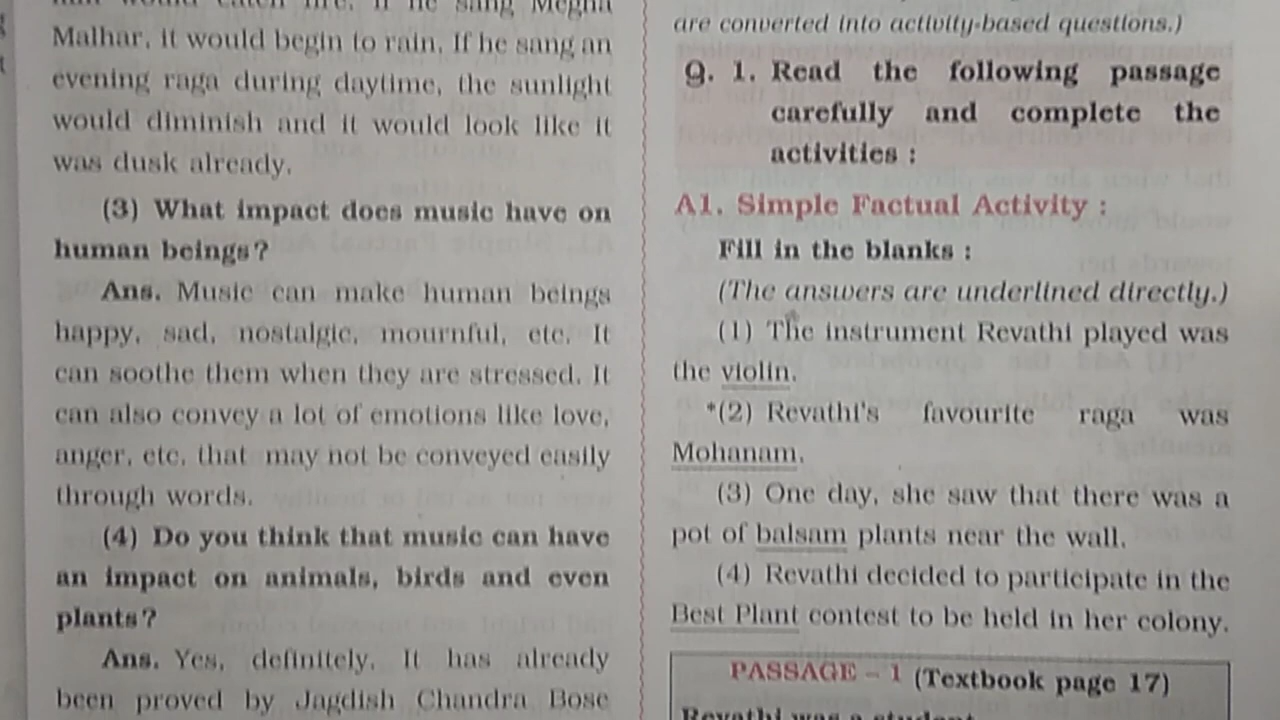 Malhar, it would begin to rain. If he sang an
evening raga during daytime, the sunlight
would diminish and it would look like it
was dusk already.
(3) What impact does music have on
human beings?
Ans. Music can make human beings
happy, sad, nostalgic, mournful, etc. It
can soothe them when they are stressed. It
can also convey a lot of emotions like love,
anger, etc. that may not be conveyed easily
through words.
(4) Do you think that music can have
an impact on animals, birds and even
plants?
Ans. Yes, definitely. It has already
been proved by Jagdish Chandra Bose
are converted into activity-based questions.)
Q. 1. Read the following passage
carefully and complete the
activities :
A1. Simple Factual Activity :
Fill in the blanks :
(The answers are underlined directly.)
(1) The instrument Revathi played was
the violin.
*(2) Revathi's favourite raga was
Mohanam.
(3) One day, she saw that there was a
pot of balsam plants near the wall.
(4) Revathi decided to participate in the
Best Plant contest to be held in her colony.
PASSAGE – 1 (Textbook page 17)
Revathi was a student